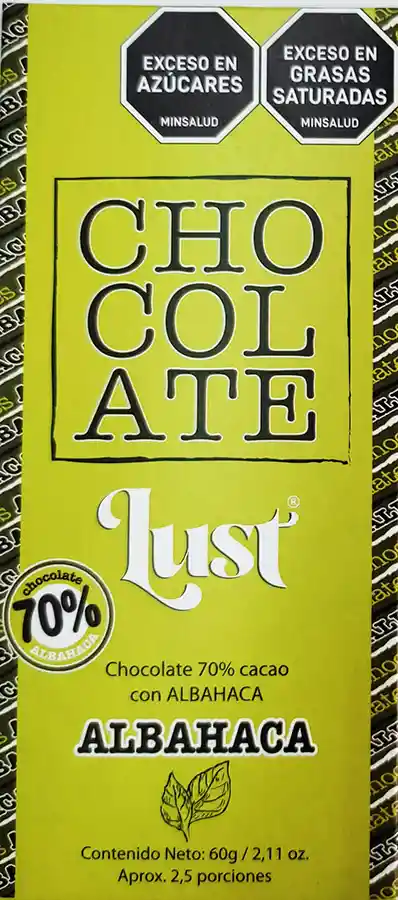 EXCESO EN
AZÚCARES
MINSALUD
EXCESO EN
GRASAS
SATURADAS
MINSALUD
CHO
COL
ATE
Lust®
chocolate
70%
ALBAHACA
Chocolate 70% cacao
con ALBAHACA
ALBAHACA
Contenido Neto: 60g / 2,11 oz.
Aprox. 2,5 porciones